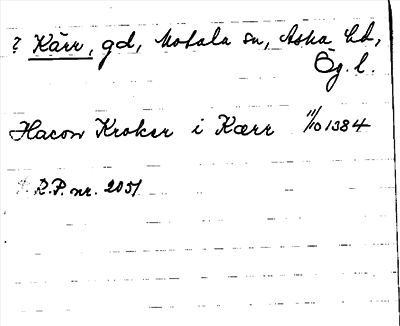 ? Kärr, gd, Motala sn, Aska hd,
Ög. l.
Hacon Kroker i Kærr 11/10 1384
R.P. nr. 2051